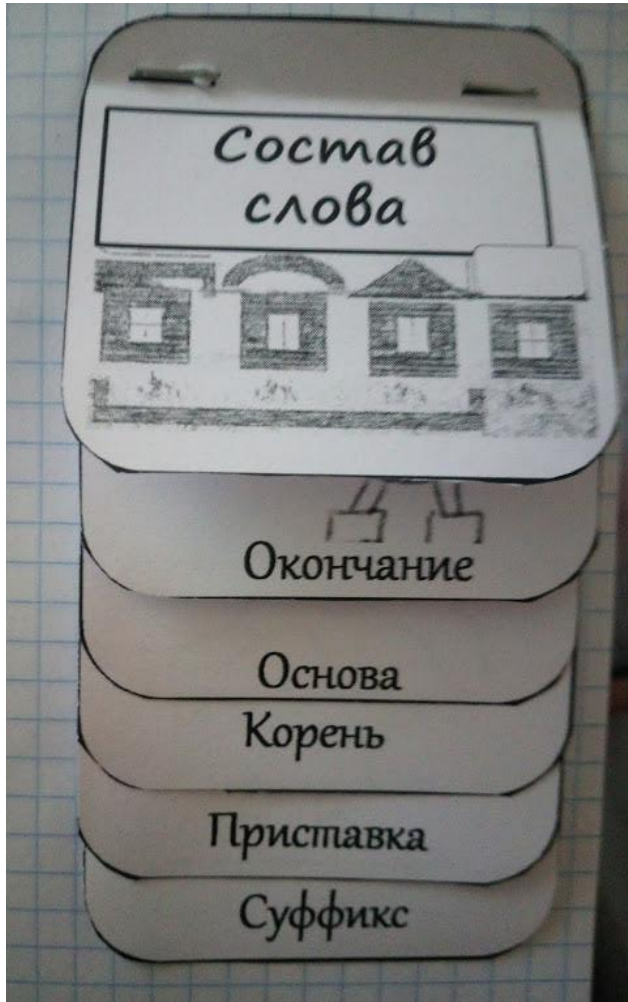 Состав
слова
Окончание
Основа
Корень
Приставка
Суффикс